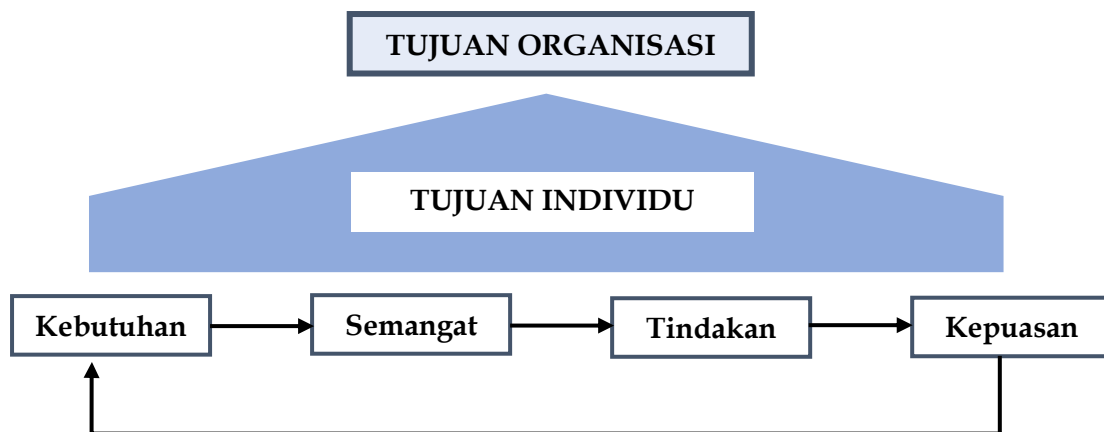 TUJUAN ORGANISASI
TUJUAN INDIVIDU
Kebutuhan
Semangat
Tindakan
Kepuasan